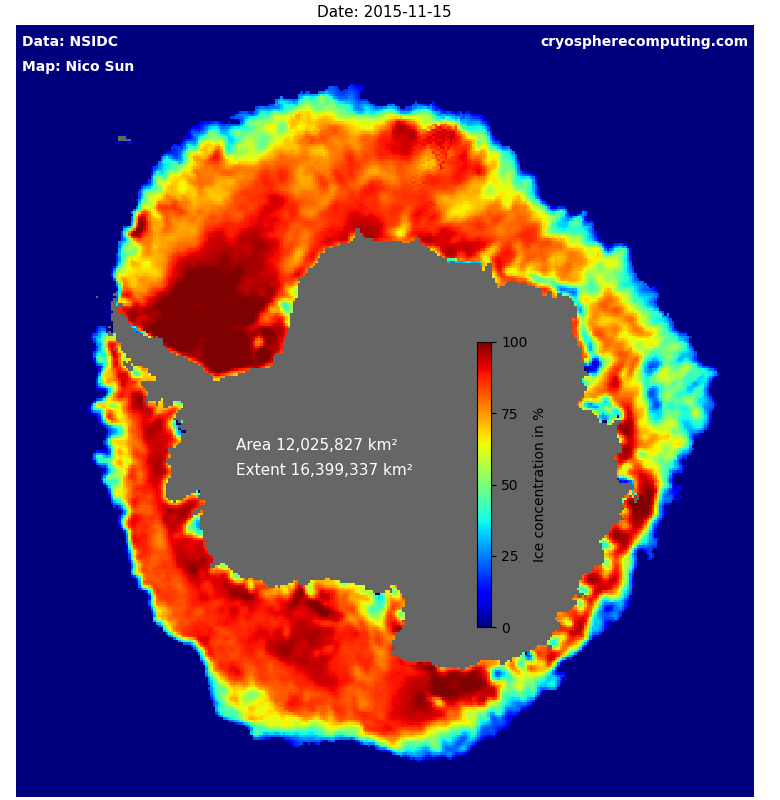 Date: 2015-11-15
Data: NSIDC
cryospherecomputing.com
Map: Nico Sun
100
75
50
25
0
Ice concentration in %
Area 12,025,827 km²
Extent 16,399,337 km²